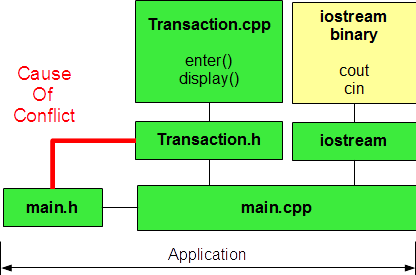 Transaction.cpp
enter()
display()
iostream
binary
cout
cin
Cause
Of
Conflict
Transaction.h
iostream
main.h
main.cpp
Application